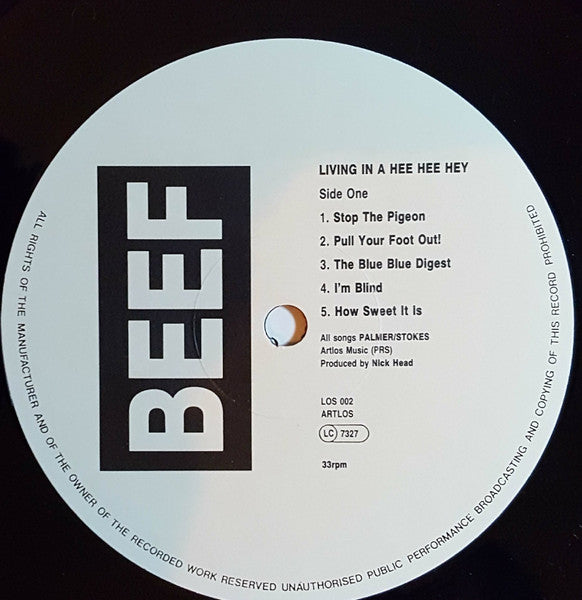 BEEF
LIVING IN A HEE HEE HEY
Side One
1. Stop The Pigeon
2. Pull Your Foot Out!
3. The Blue Blue Digest
4. I'm Blind
5. How Sweet It Is
All songs PALMER/STOKES
Artlos Music (PRS)
Produced by Nick Head
LOS 002
ARTLOS
LC 7327
33rpm
ALL RIGHTS OF THE MANUFACTURER AND OF THE OWNER OF THE RECORDED WORK RESERVED UNAUTHORISED PUBLIC PERFORMANCE BROADCASTING AND COPYING OF THIS RECORD PROHIBITED